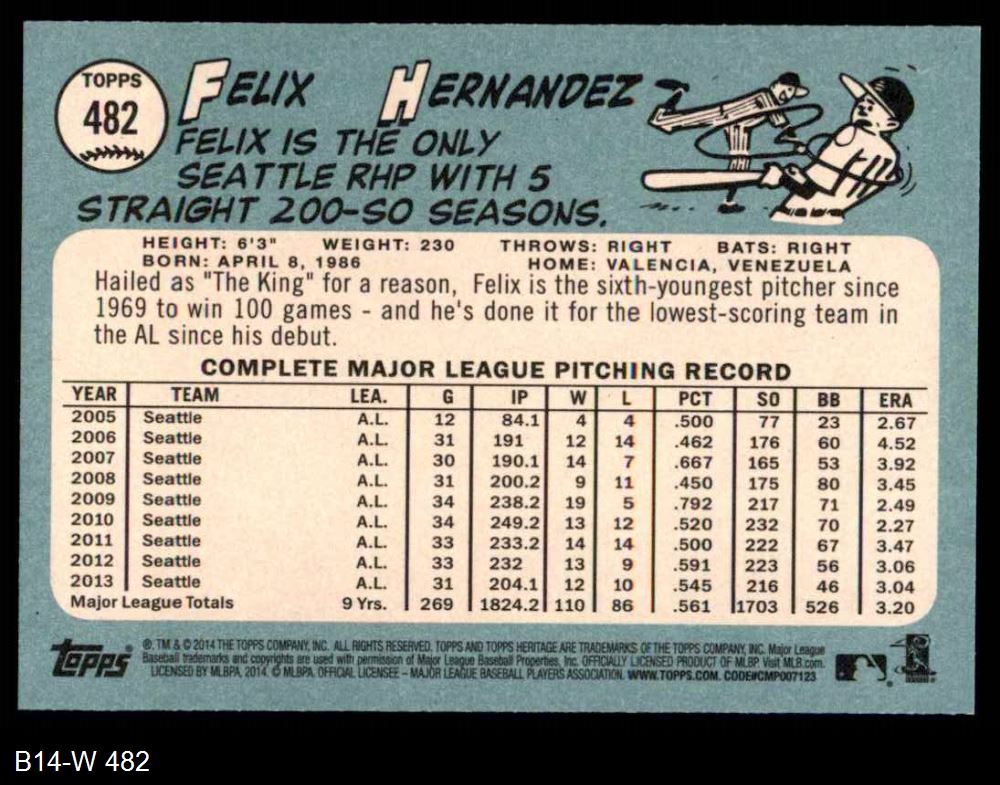 TOPPS
482
FELIX HERNANDEZ
FELIX IS THE ONLY
SEATTLE RHP WITH 5
STRAIGHT 200-SO SEASONS.
HEIGHT: 6'3" WEIGHT: 230 THROWS: RIGHT BATS: RIGHT
BORN: APRIL 8, 1986 HOME: VALENCIA, VENEZUELA
Hailed as "The King" for a reason, Felix is the sixth-youngest pitcher since
1969 to win 100 games - and he's done it for the lowest-scoring team in
the AL since his debut.
COMPLETE MAJOR LEAGUE PITCHING RECORD
YEAR TEAM LEA. G IP W L PCT SO BB ERA
2005 Seattle A.L. 12 84.1 4 4 .500 77 23 2.67
2006 Seattle A.L. 31 191 12 14 .462 176 60 4.52
2007 Seattle A.L. 30 190.1 14 7 .667 165 53 3.92
2008 Seattle A.L. 31 200.2 9 11 .450 175 80 3.45
2009 Seattle A.L. 34 238.2 19 5 .792 217 71 2.49
2010 Seattle A.L. 34 249.2 13 12 .520 232 70 2.27
2011 Seattle A.L. 33 233.2 14 14 .500 222 67 3.47
2012 Seattle A.L. 33 232 13 9 .591 223 56 3.06
2013 Seattle A.L. 31 204.1 12 10 .545 216 46 3.04
Major League Totals 9 Yrs. 269 1824.2 110 86 .561 1703 526 3.20
topps
®, TM & © 2014 THE TOPPS COMPANY, INC. ALL RIGHTS RESERVED. TOPPS AND TOPPS HERITAGE ARE TRADEMARKS OF THE TOPPS COMPANY, INC. Major League
Baseball trademarks and copyrights are used with permission of Major League Baseball Properties, Inc. OFFICIALLY LICENSED PRODUCT OF MLBP Visit MLB.com.
LICENSED BY MLBPA, 2014. © MLBPA. OFFICIAL LICENSEE – MAJOR LEAGUE BASEBALL PLAYERS ASSOCIATION. WWW.TOPPS.COM. CODE#CMP007123
B14-W 482